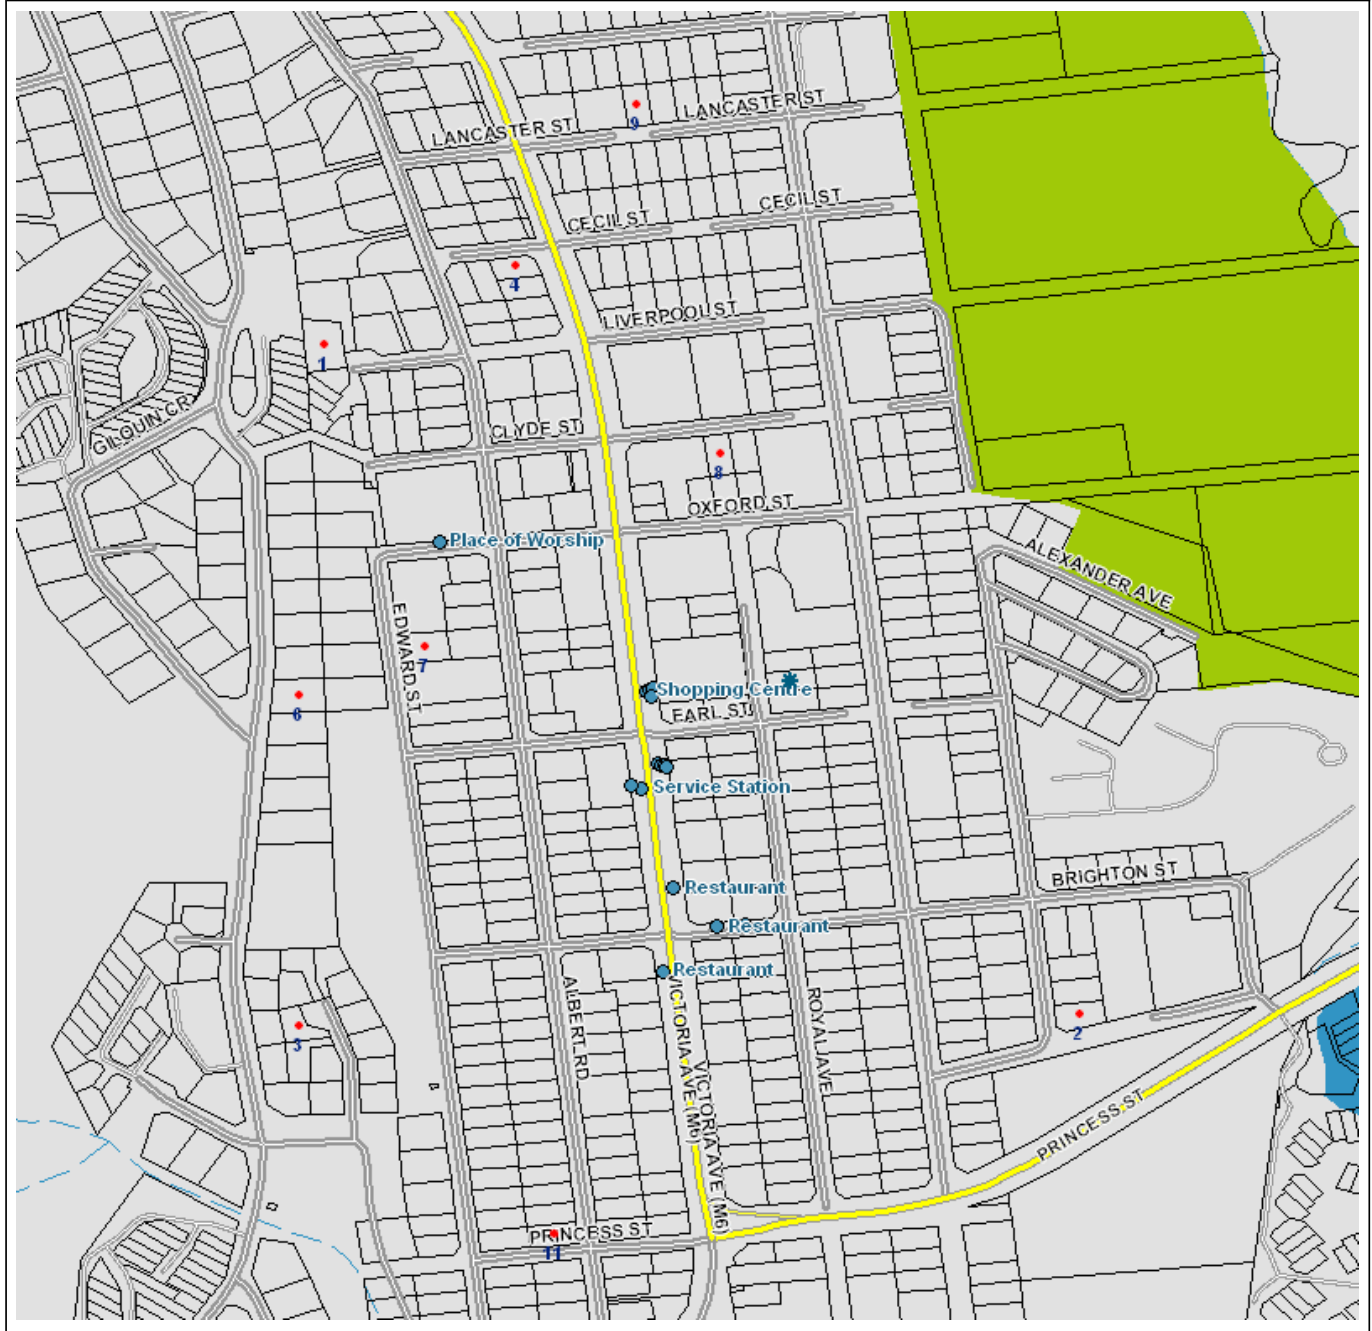 LANCASTER ST
9
LANCASTER ST
CECIL ST
CECIL ST
4
LIVERPOOL ST
1
GILQUIN CR
CLYDE ST
8
OXFORD ST
Place of Worship
ALEXANDER AVE
EDWARD ST
7
6
Shopping Centre
EARL ST
Service Station
BRIGHTON ST
Restaurant
Restaurant
Restaurant
ALBERT RD
VICTORIA AVE (M6)
VICTORIA AVE (M6)
ROYAL AVE
2
3
PRINCESS ST
PRINCESS ST
11